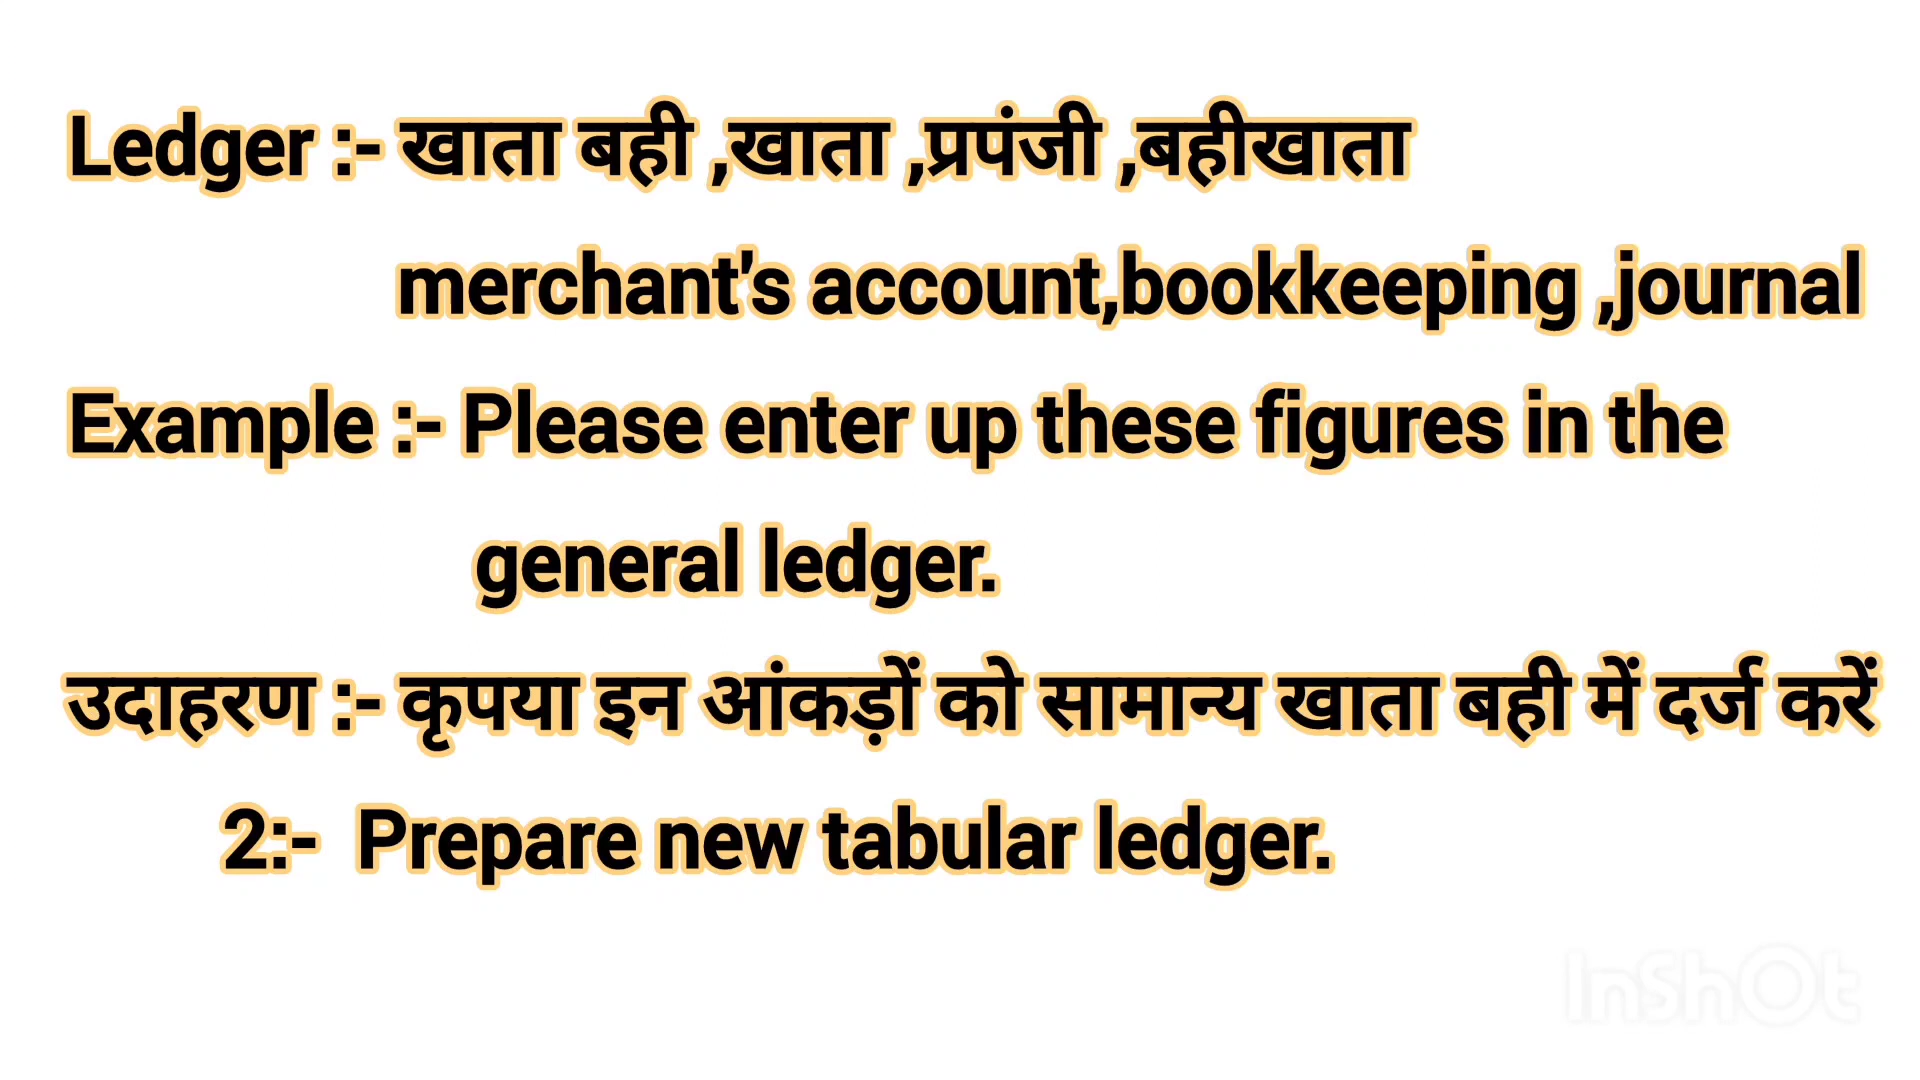 Ledger :- खाता बही ,खाता ,प्रपंजी ,बहीखाता
merchant's account,bookkeeping ,journal
Example :- Please enter up these figures in the
general ledger.
उदाहरण :- कृपया इन आंकड़ों को सामान्य खाता बही में दर्ज करें
2:- Prepare new tabular ledger.
InShOt